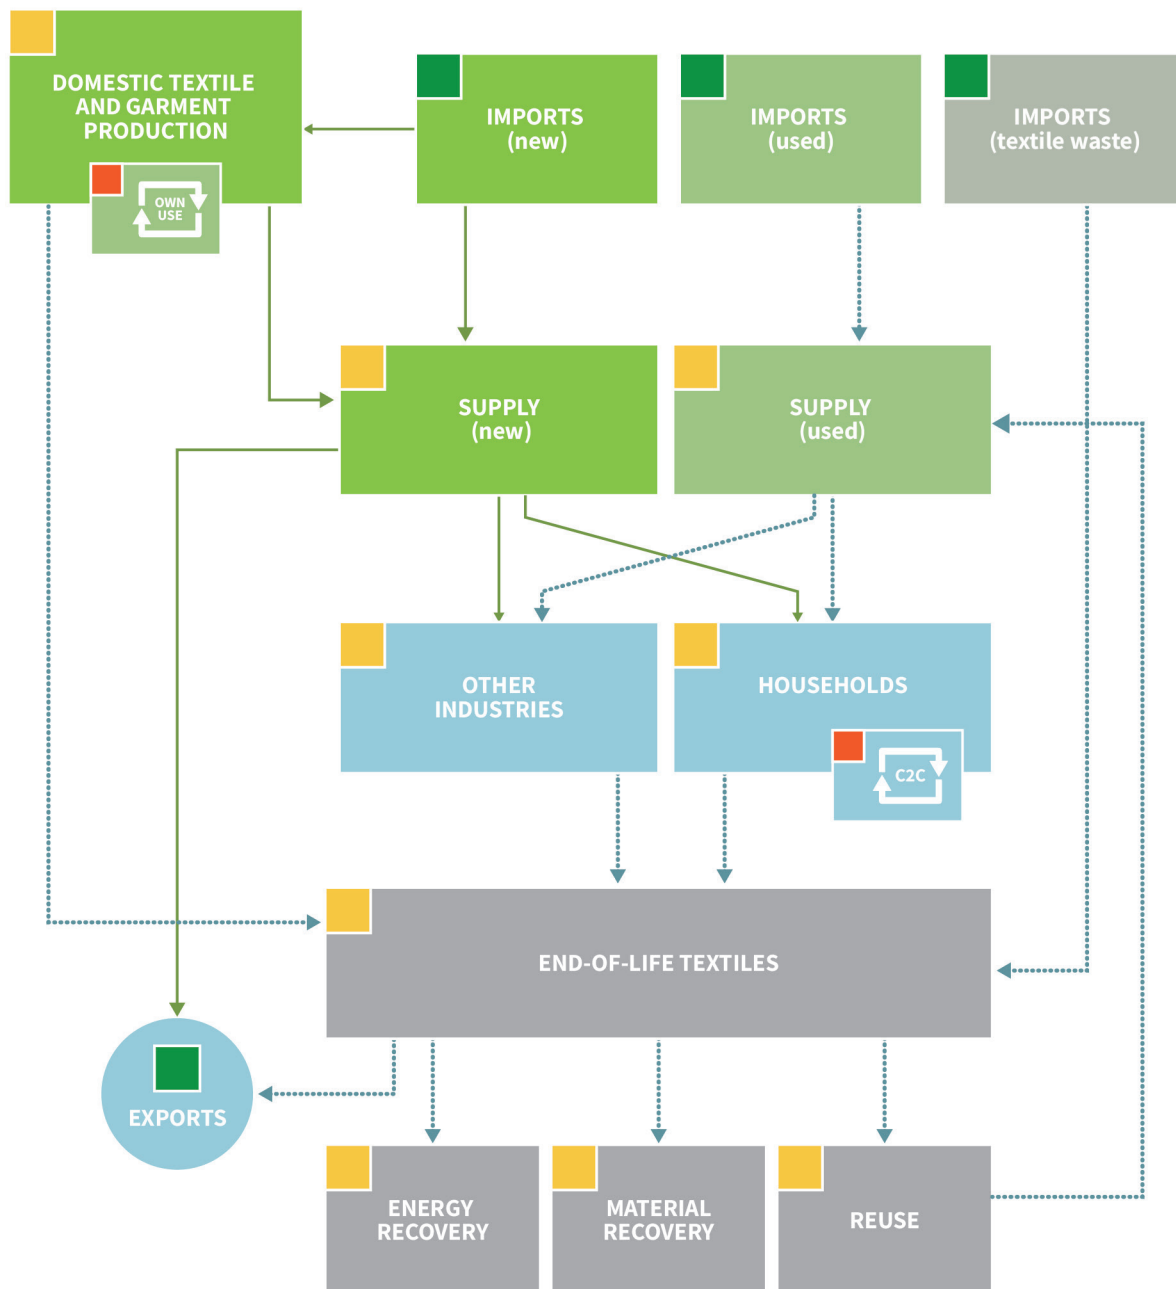 DOMESTIC TEXTILE
AND GARMENT
PRODUCTION
OWN
USE
IMPORTS
(new)
IMPORTS
(used)
IMPORTS
(textile waste)
SUPPLY
(new)
SUPPLY
(used)
OTHER
INDUSTRIES
HOUSEHOLDS
C2C
END-OF-LIFE TEXTILES
EXPORTS
ENERGY
RECOVERY
MATERIAL
RECOVERY
REUSE